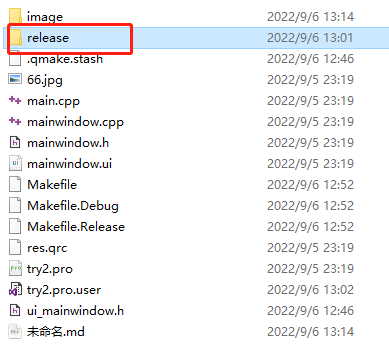 image 2022/9/6 13:14
release 2022/9/6 13:01
.qmake.stash 2022/9/6 12:46
66.jpg 2022/9/5 23:19
main.cpp 2022/9/5 23:19
mainwindow.cpp 2022/9/5 23:19
mainwindow.h 2022/9/5 23:19
mainwindow.ui 2022/9/5 23:19
Makefile 2022/9/6 12:52
Makefile.Debug 2022/9/6 12:52
Makefile.Release 2022/9/6 12:52
res.qrc 2022/9/5 23:19
try2.pro 2022/9/5 23:19
try2.pro.user 2022/9/6 13:02
ui_mainwindow.h 2022/9/6 12:46
未命名.md 2022/9/6 13:14